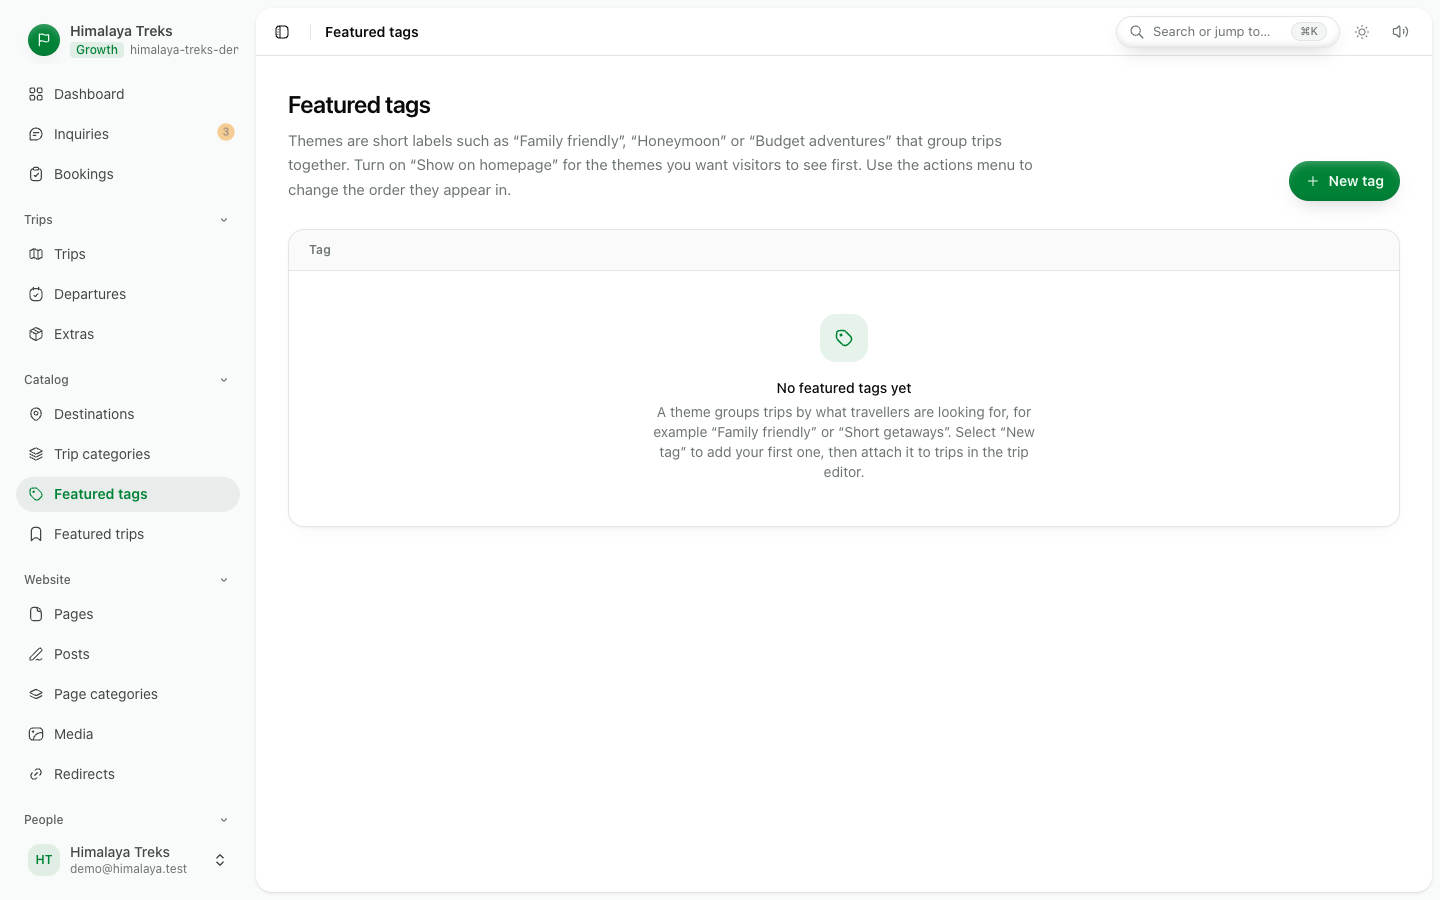 Himalaya Treks
Growth himalaya-treks-der
Dashboard
Inquiries 3
Bookings
Trips
Trips
Departures
Extras
Catalog
Destinations
Trip categories
Featured tags
Featured trips
Website
Pages
Posts
Page categories
Media
Redirects
People
HT
Himalaya Treks
demo@himalaya.test
Featured tags
Search or jump to... ⌘K
Featured tags
Themes are short labels such as “Family friendly”, “Honeymoon” or “Budget adventures” that group trips
together. Turn on “Show on homepage” for the themes you want visitors to see first. Use the actions menu to
change the order they appear in.
New tag
Tag
No featured tags yet
A theme groups trips by what travellers are looking for, for
example “Family friendly” or “Short getaways”. Select “New
tag” to add your first one, then attach it to trips in the trip
editor.